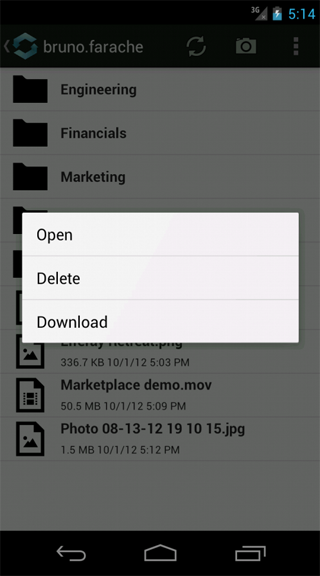 3G 5:14
bruno.farache
Engineering
Financials
Marketing
Open
Delete
Download
Liferay Retreat.png
336.7 KB 10/1/12 5:03 PM
Marketplace demo.mov
50.5 MB 10/1/12 5:09 PM
Photo 08-13-12 19 10 15.jpg
1.5 MB 10/1/12 5:12 PM